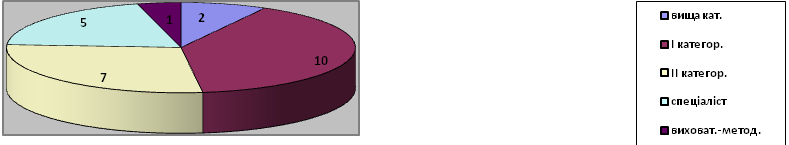 5
1
2
10
7
вища кат.
І категор.
ІІ категор.
спеціаліст
виховат.-метод.